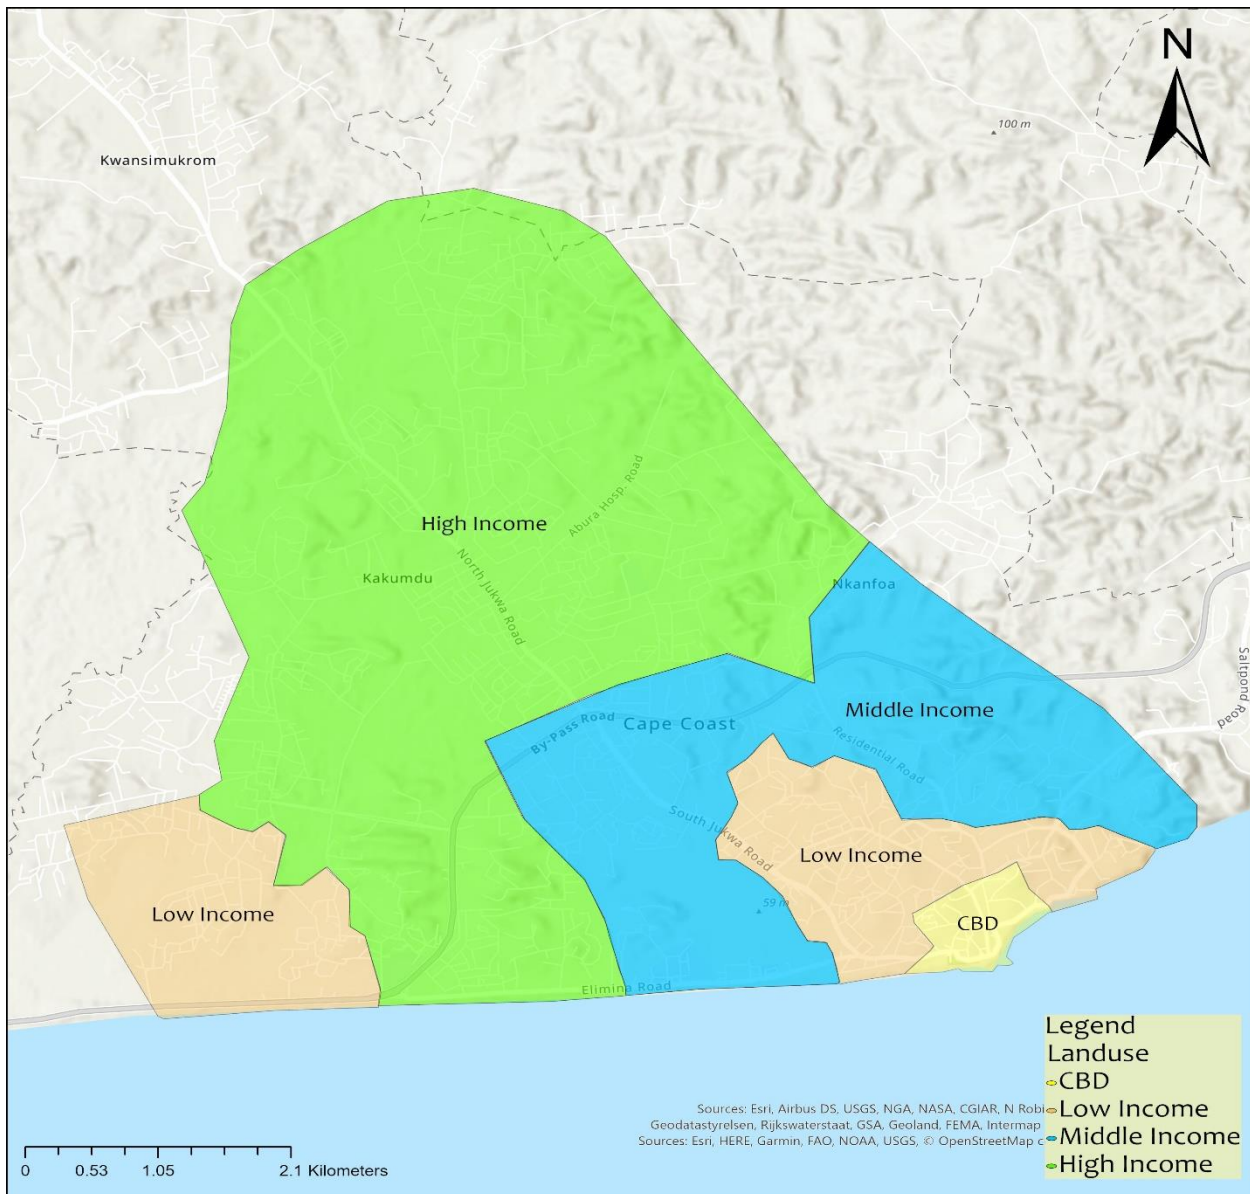 N
100 m
Kwansimukrom
High Income
Abura Hosp. Road
Kakumdu
North Jukwa Road
Nkanfoa
Saltpond Road
Middle Income
By-Pass Road
Cape Coast
Residential Road
South Jukwa Road
Low Income
Low Income
59 m
CBD
Elimina Road
Legend
Landuse
CBD
Low Income
Middle Income
High Income
Sources: Esri, Airbus DS, USGS, NGA, NASA, CGIAR, N Robi
Geodatastyrelsen, Rijkswaterstaat, GSA, Geoland, FEMA, Intermap
Sources: Esri, HERE, Garmin, FAO, NOAA, USGS, © OpenStreetMap c
0 0.53 1.05 2.1 Kilometers